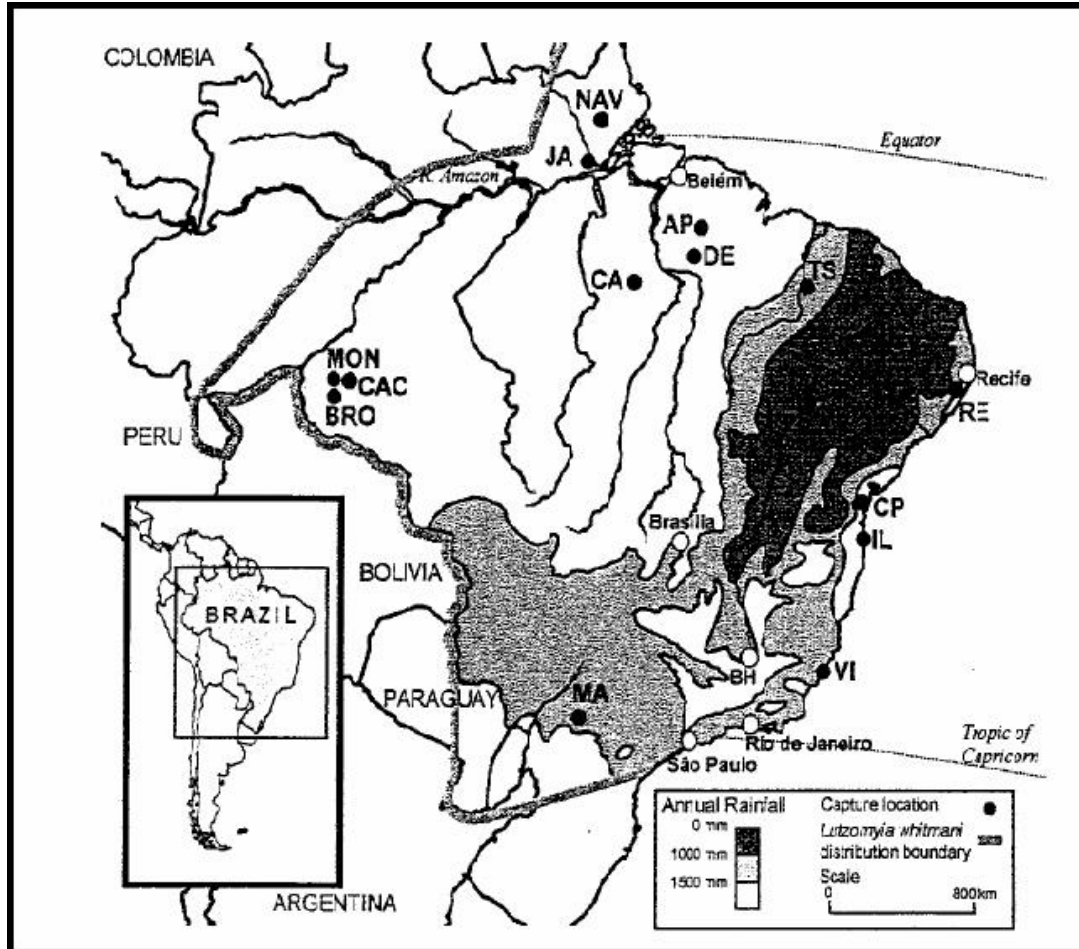 COLOMBIA
NAV
Equator
JA
R. Amazon
Belém
AP
DE
CA
TS
MON
CAC
BRO
Recife
RE
PERU
CP
Brasília
IL
BOLIVIA
BRAZIL
BH
VI
PARAGUAY
MA
Rio de Janeiro
São Paulo
Tropic of
Capricorn
ARGENTINA
Annual Rainfall
0 mm
1000 mm
1500 mm
Capture location
Lutzomyia whitmani
distribution boundary
Scale
0 800km